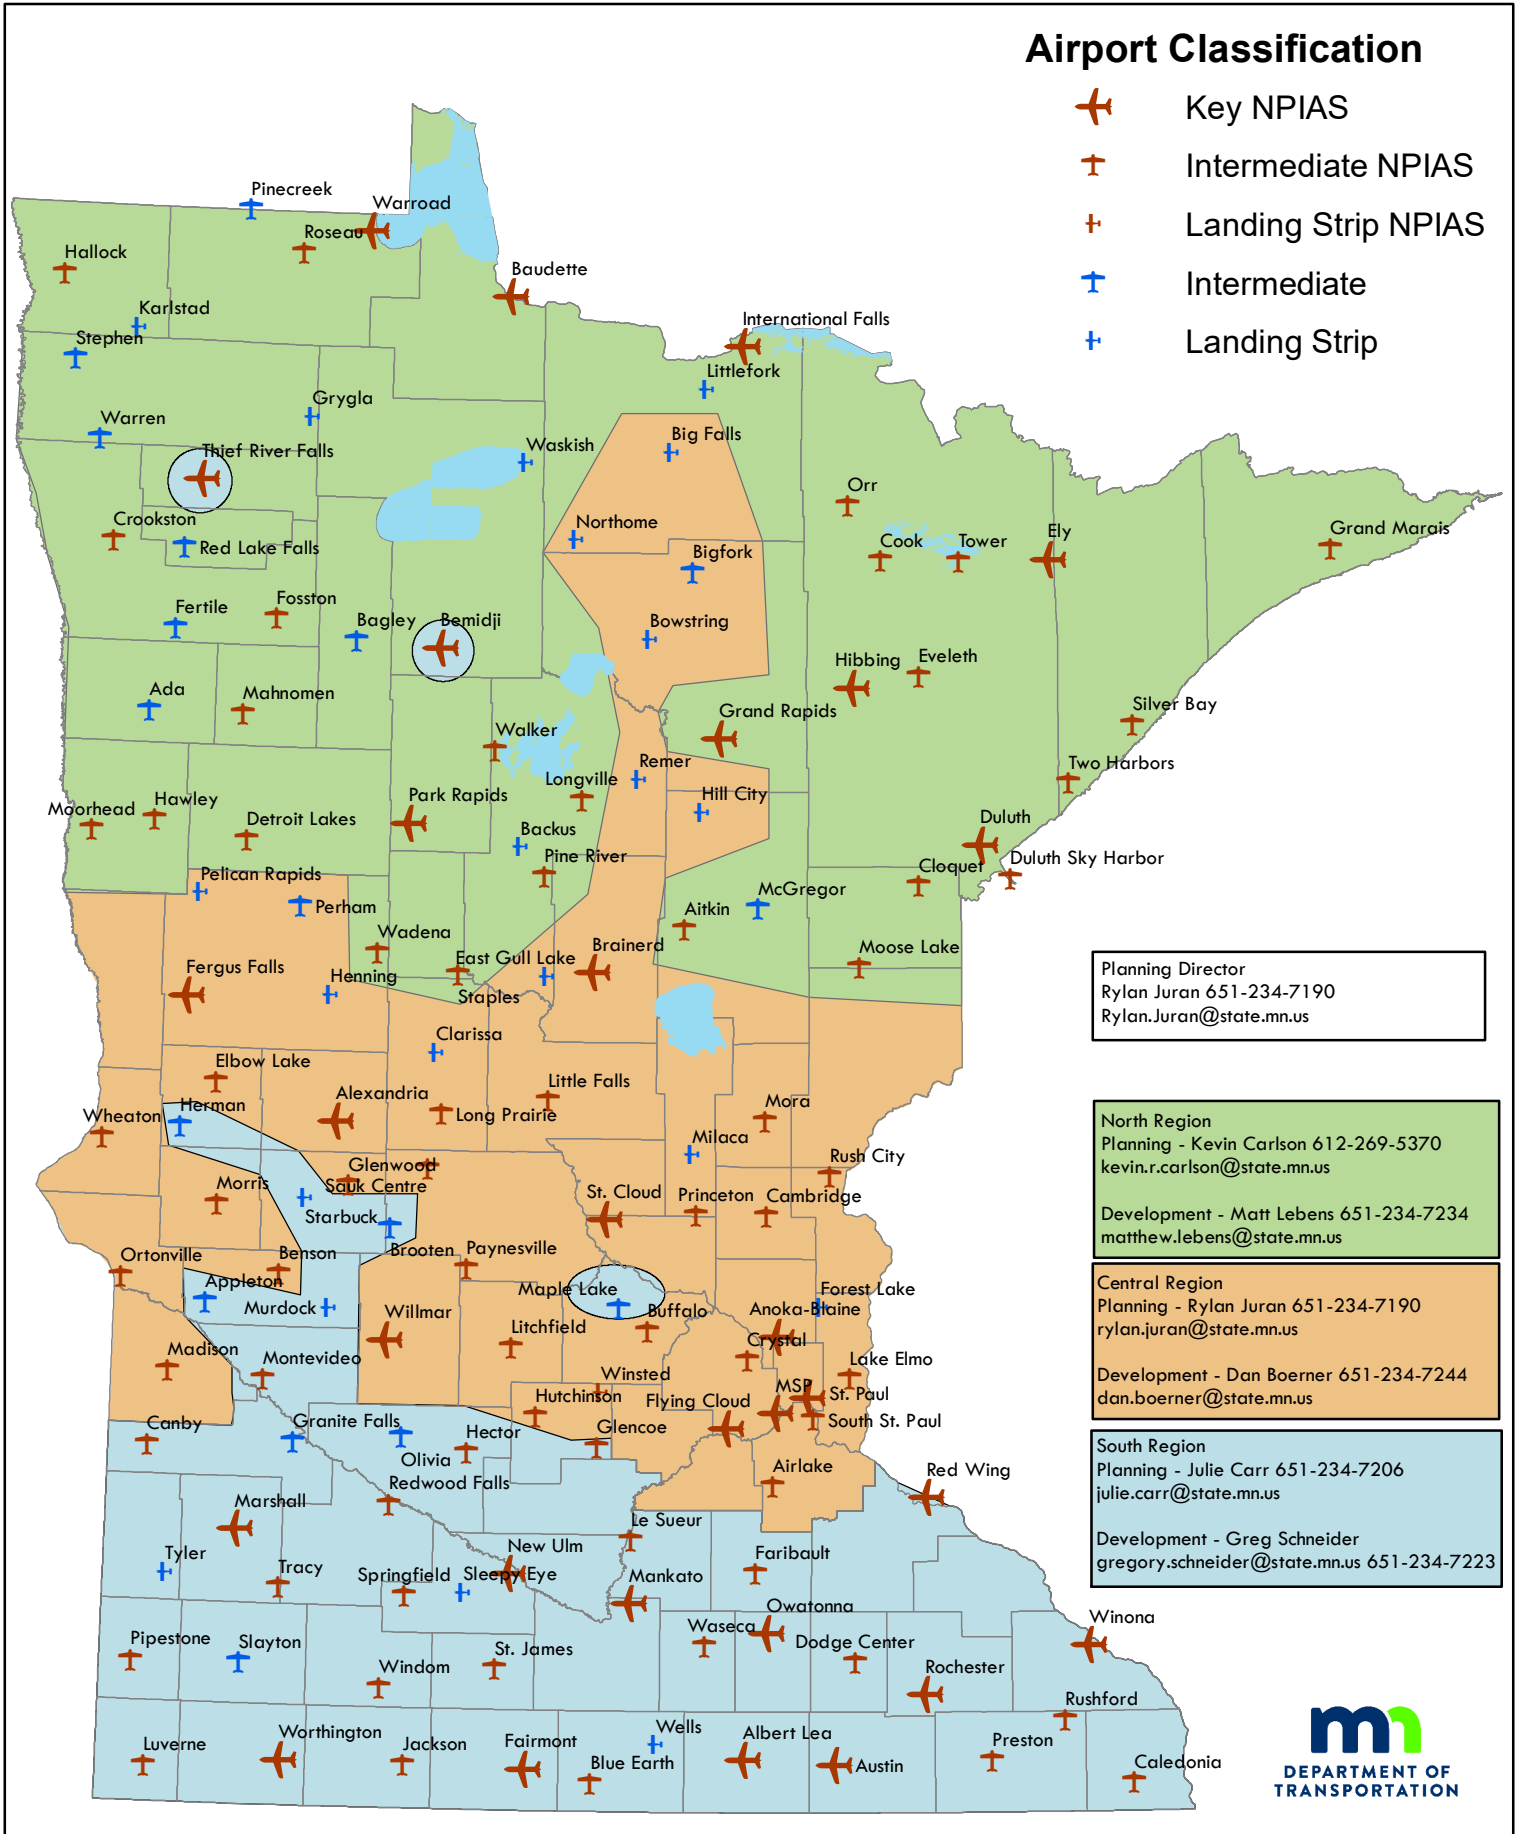 Airport Classification
Key NPIAS
Intermediate NPIAS
Landing Strip NPIAS
Intermediate
Landing Strip
Pinecreek
Warroad
Roseau
Hallock
Baudette
Karlstad
International Falls
Stephen
Littlefork
Grygla
Warren
Big Falls
Waskish
Thief River Falls
Orr
Crookston
Northome
Ely
Grand Marais
Red Lake Falls
Cook
Tower
Bigfork
Fosston
Fertile
Bagley
Bemidji
Bowstring
Hibbing
Eveleth
Ada
Mahnomen
Silver Bay
Grand Rapids
Walker
Remer
Two Harbors
Longville
Hill City
Moorhead
Hawley
Park Rapids
Detroit Lakes
Duluth
Backus
Pine River
Duluth Sky Harbor
Cloquet
Pelican Rapids
McGregor
Perham
Aitkin
Wadena
Brainerd
Moose Lake
East Gull Lake
Fergus Falls
Henning
Staples
Clarissa
Elbow Lake
Little Falls
Alexandria
Mora
Herman
Wheaton
Long Prairie
Milaca
Rush City
Glenwood
Sauk Centre
Morris
St. Cloud
Princeton
Cambridge
Starbuck
Ortonville
Benson
Brooten
Paynesville
Appleton
Murdock
Maple Lake
Forest Lake
Willmar
Buffalo
Anoka-Blaine
Litchfield
Crystal
Madison
Montevideo
Lake Elmo
Winsted
MSP
Hutchinson
Flying Cloud
St. Paul
South St. Paul
Canby
Granite Falls
Glencoe
Hector
Olivia
Airlake
Red Wing
Redwood Falls
Marshall
Le Sueur
Tyler
New Ulm
Faribault
Tracy
Springfield
Sleepy Eye
Mankato
Owatonna
Winona
Pipestone
Slayton
Waseca
Dodge Center
St. James
Windom
Rochester
Rushford
Luverne
Worthington
Jackson
Fairmont
Wells
Albert Lea
Preston
Blue Earth
Austin
Caledonia
Planning Director
Rylan Juran 651-234-7190
Rylan.Juran@state.mn.us
North Region
Planning - Kevin Carlson 612-269-5370
kevin.r.carlson@state.mn.us
Development - Matt Lebens 651-234-7234
matthew.lebens@state.mn.us
Central Region
Planning - Rylan Juran 651-234-7190
rylan.juran@state.mn.us
Development - Dan Boerner 651-234-7244
dan.boerner@state.mn.us
South Region
Planning - Julie Carr 651-234-7206
julie.carr@state.mn.us
Development - Greg Schneider
gregory.schneider@state.mn.us 651-234-7223
mn
DEPARTMENT OF
TRANSPORTATION